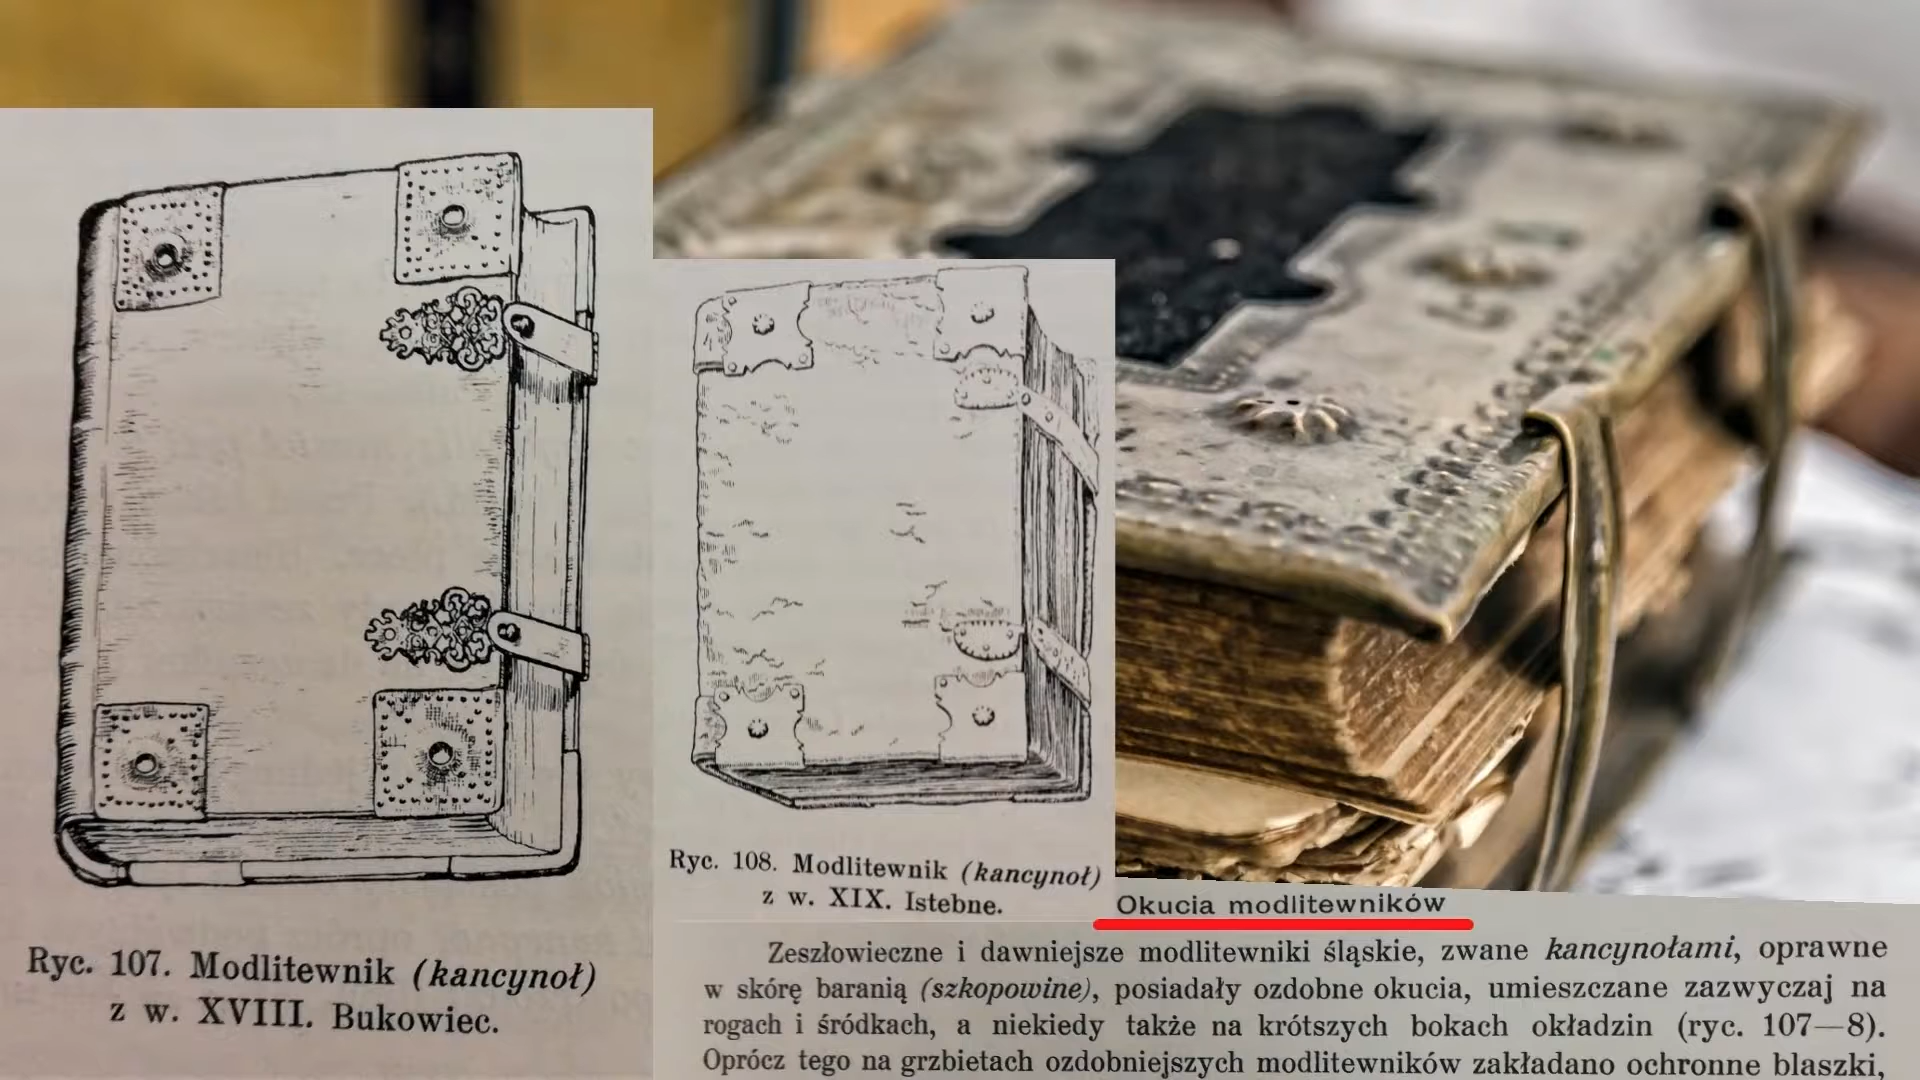 Ryc. 107. Modlitewnik (kancynoł)
z w. XVIII. Bukowiec.
Ryc. 108. Modlitewnik (kancynoł)
z w. XIX. Istebne.
Okucia modlitewników
Zeszłowieczne i dawniejsze modlitewniki śląskie, zwane kancynołami, oprawne
w skórę baranią (szkopowine), posiadały ozdobne okucia, umieszczane zazwyczaj na
rogach i śródkach, a niekiedy także na krótszych bokach okładzin (ryc. 107—8).
Oprócz tego na grzbietach ozdobniejszych modlitewników zakładano ochronne blaszki,